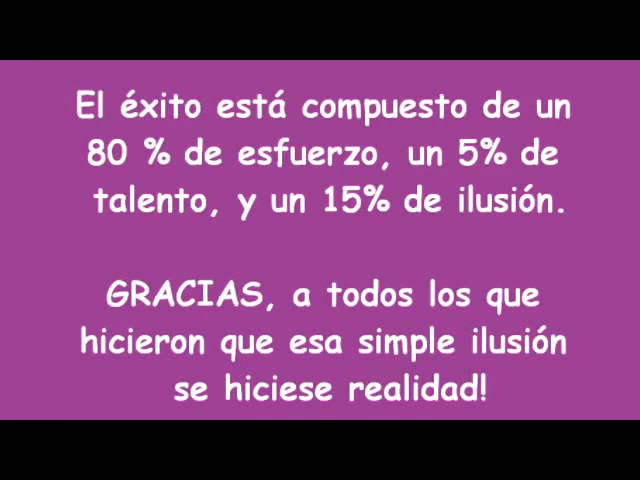 El éxito está compuesto de un
80 % de esfuerzo, un 5% de
talento, y un 15% de ilusión.
GRACIAS, a todos los que
hicieron que esa simple ilusión
se hiciese realidad!